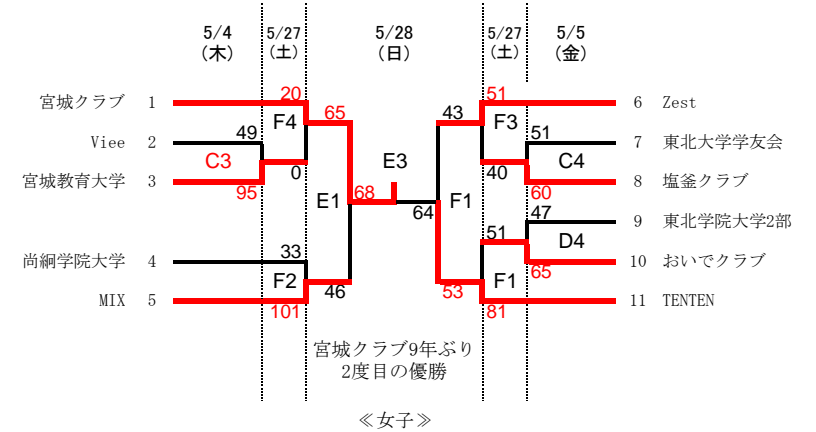 5/4 5/27 5/28 5/27 5/5
(木) (土) (日) (土) (金)
宮城クラブ 1 20 65 43 51 6 Zest
F4 F3
Viee 2 49 51 7 東北大学学友会
C3 E3 C4
宮城教育大学 3 95 0 40 60 8 塩釜クラブ
E1 68 64 F1
47 9 東北学院大学2部
51 D4
尚絅学院大学 4 33 65 10 おいでクラブ
F2 F1
MIX 5 101 46 53 81 11 TENTEN
宮城クラブ9年ぶり
2度目の優勝
≪女子≫